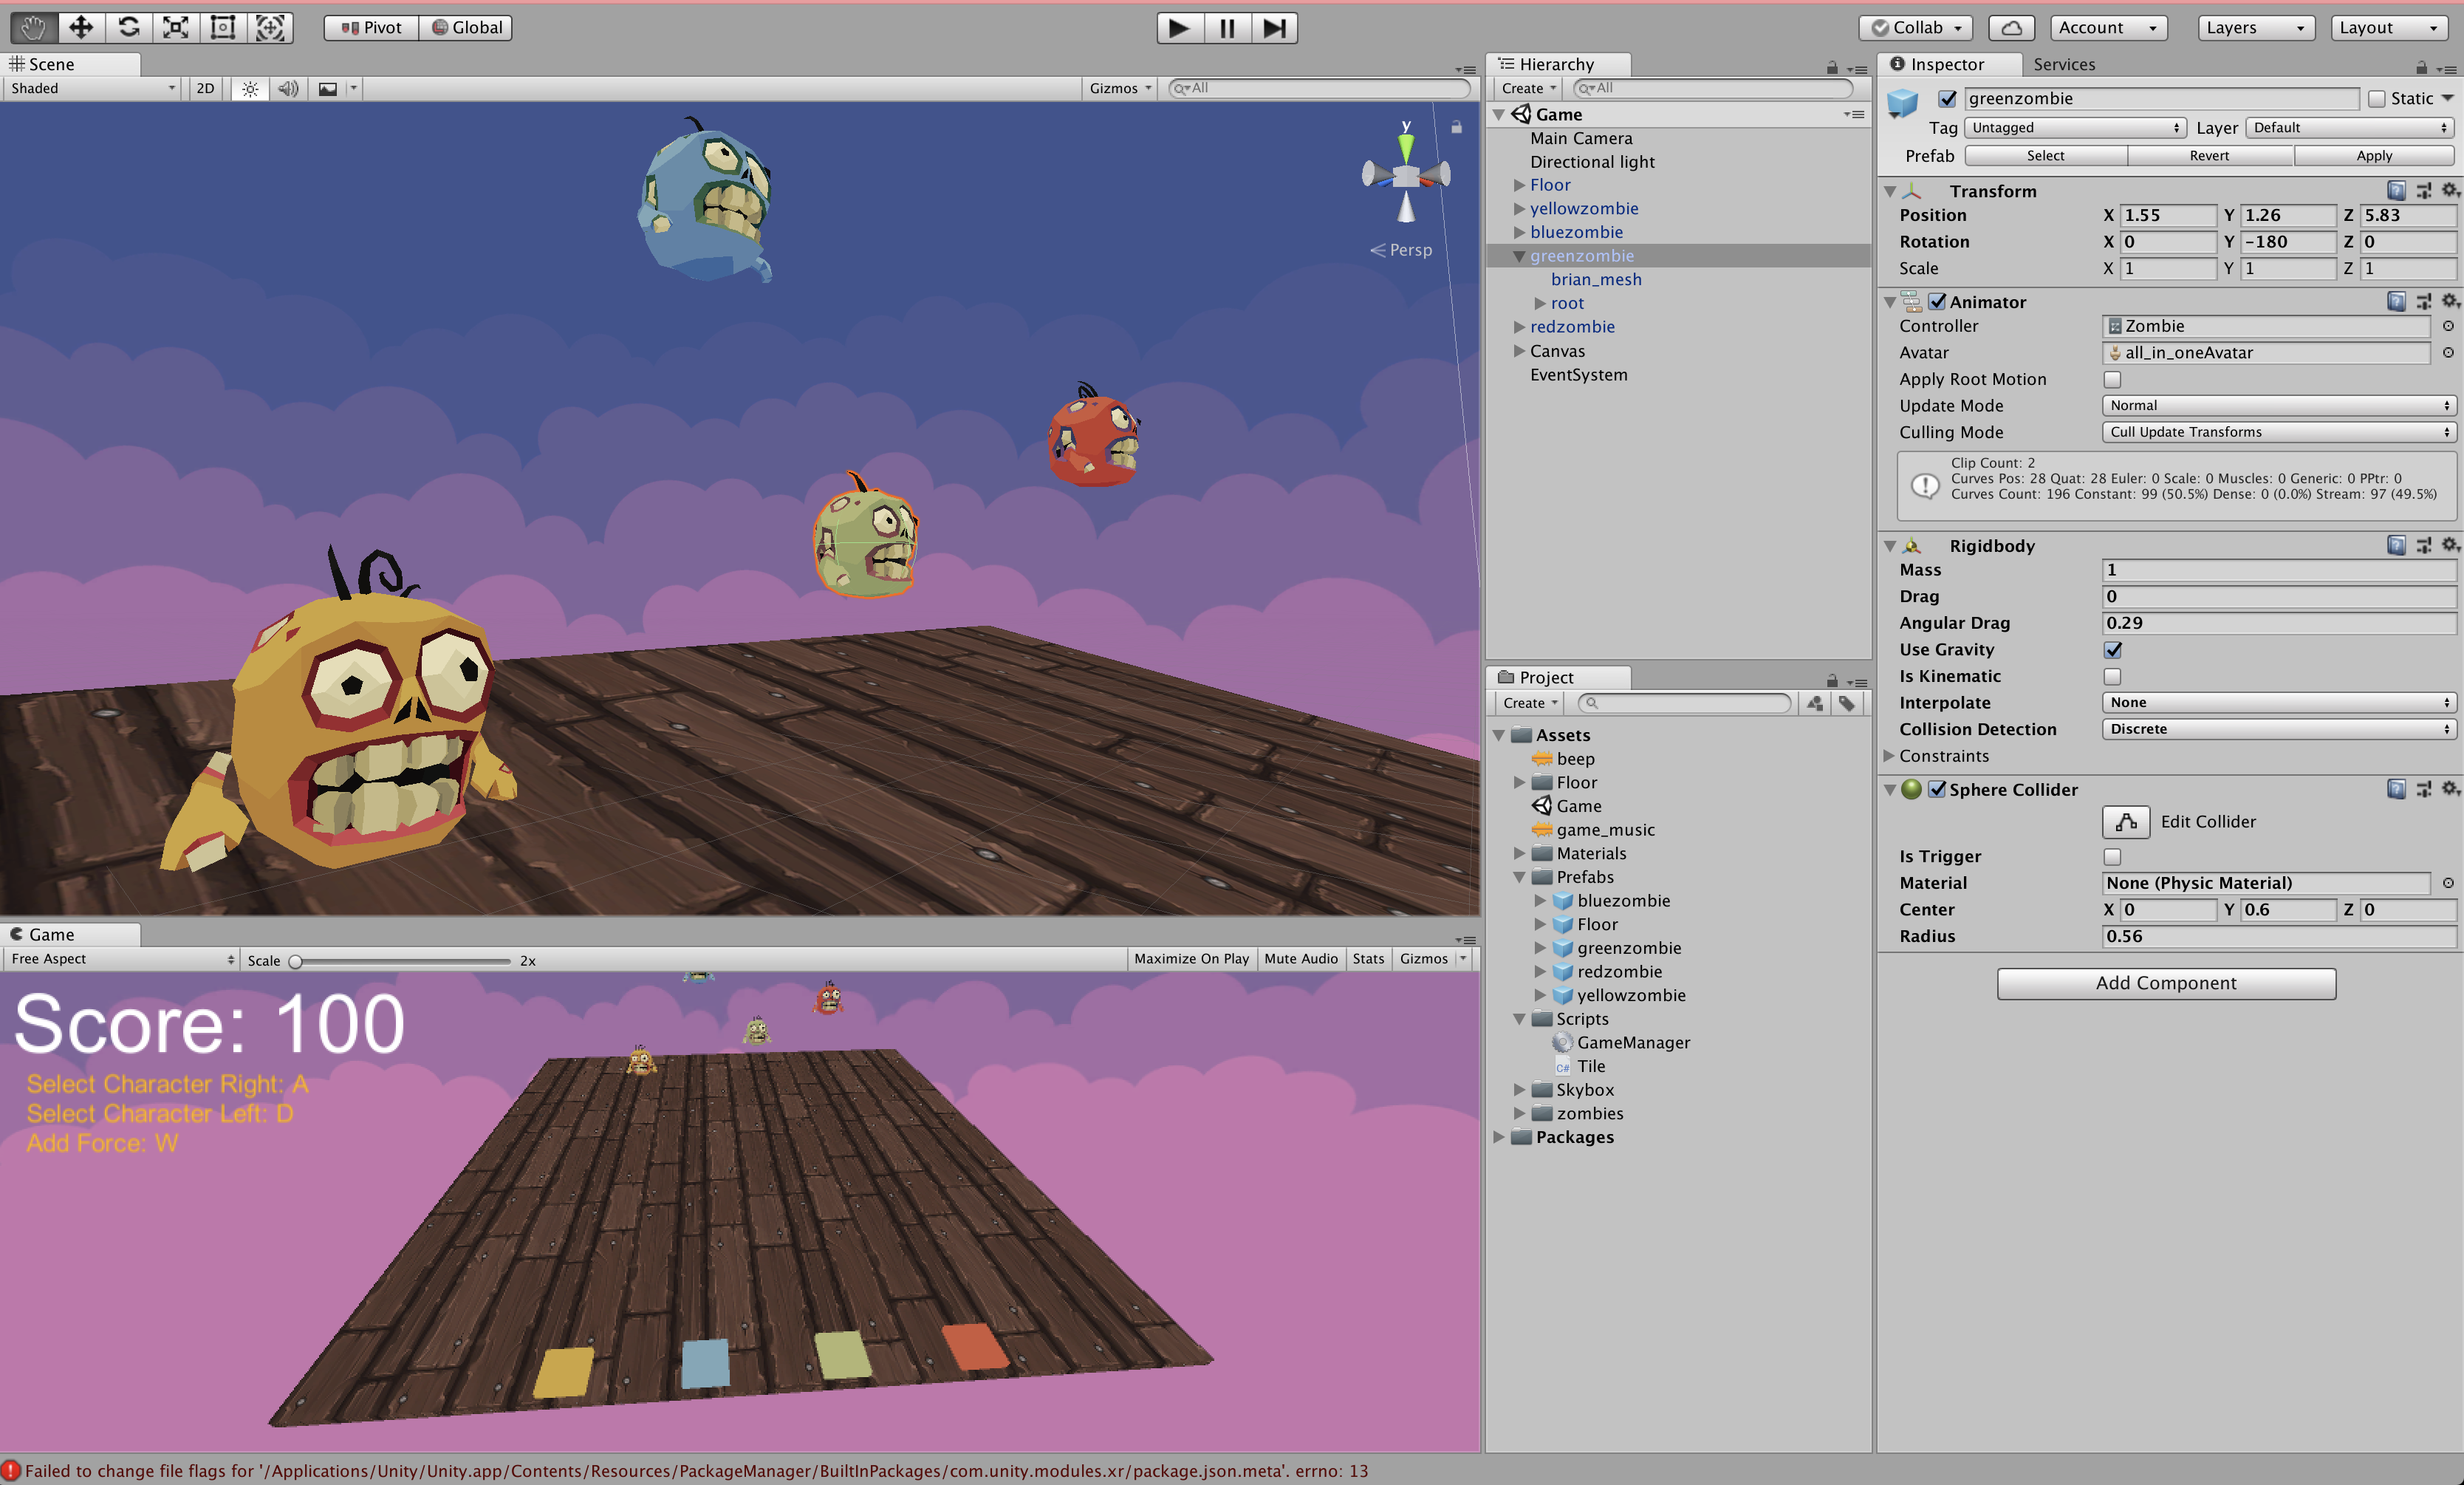 Pivot Global Collab Account Layers Layout
Scene
Shaded 2D Gizmos All
y
Persp
Game
Free Aspect Scale 2x Maximize On Play Mute Audio Stats Gizmos
Score: 100
Select Character Right: A
Select Character Left: D
Add Force: W
Hierarchy
Create All
Game
Main Camera
Directional light
Floor
yellowzombie
bluezombie
greenzombie
brian_mesh
root
redzombie
Canvas
EventSystem
Project
Create
Assets
beep
Floor
Game
game_music
Materials
Prefabs
bluezombie
Floor
greenzombie
redzombie
yellowzombie
Scripts
GameManager
C# Tile
Skybox
zombies
Packages
Inspector Services
greenzombie Static
Tag Untagged Layer Default
Prefab Select Revert Apply
Transform
Position X 1.55 Y 1.26 Z 5.83
Rotation X 0 Y -180 Z 0
Scale X 1 Y 1 Z 1
Animator
Controller Zombie
Avatar all_in_oneAvatar
Apply Root Motion
Update Mode Normal
Culling Mode Cull Update Transforms
Clip Count: 2
Curves Pos: 28 Quat: 28 Euler: 0 Scale: 0 Muscles: 0 Generic: 0 PPtr: 0
Curves Count: 196 Constant: 99 (50.5%) Dense: 0 (0.0%) Stream: 97 (49.5%)
Rigidbody
Mass 1
Drag 0
Angular Drag 0.29
Use Gravity
Is Kinematic
Interpolate None
Collision Detection Discrete
Constraints
Sphere Collider
Edit Collider
Is Trigger
Material None (Physic Material)
Center X 0 Y 0.6 Z 0
Radius 0.56
Add Component
Failed to change file flags for '/Applications/Unity/Unity.app/Contents/Resources/PackageManager/BuiltInPackages/com.unity.modules.xr/package.json.meta'. errno: 13